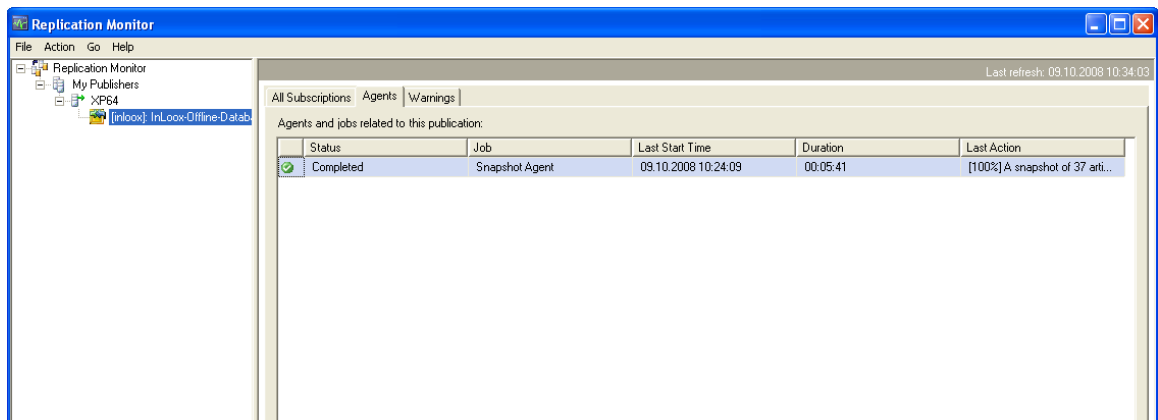 Replication Monitor
File Action Go Help
Replication Monitor
My Publishers
XP64
[inloox]: InLoox-Offline-Datab
Last refresh: 09.10.2008 10:34:03
All Subscriptions Agents Warnings
Agents and jobs related to this publication:
Status Job Last Start Time Duration Last Action
Completed Snapshot Agent 09.10.2008 10:24:09 00:05:41 [100%] A snapshot of 37 arti...